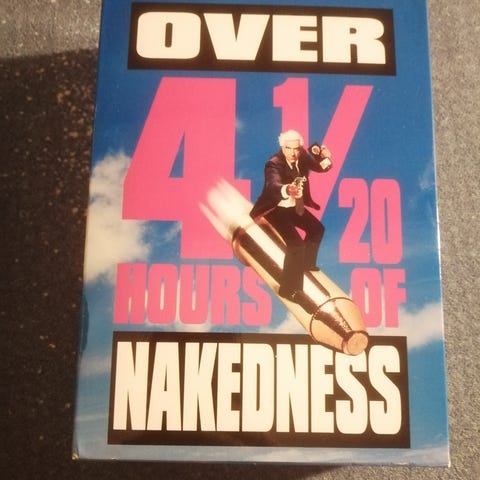 OVER
4 1/20
HOURS OF
NAKEDNESS